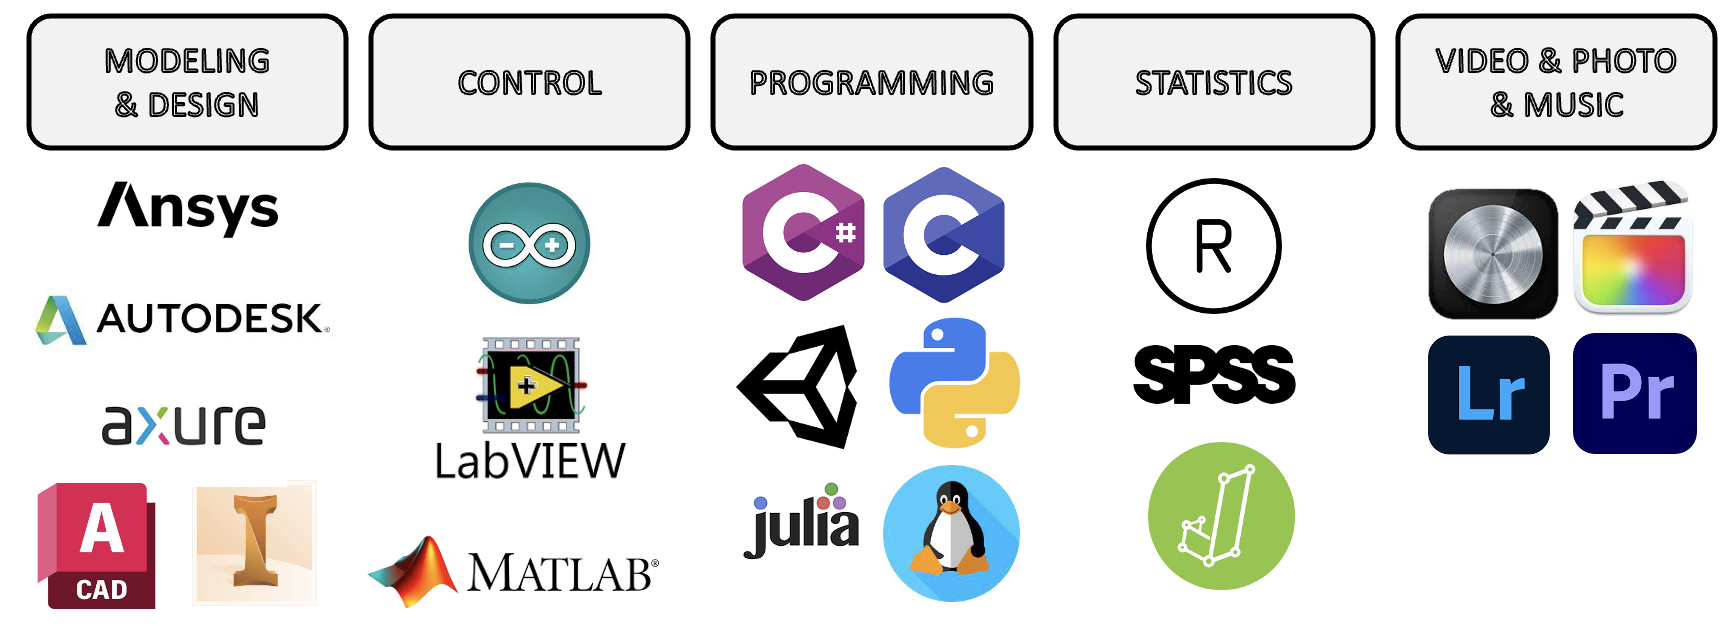 MODELING
& DESIGN
CONTROL
PROGRAMMING
STATISTICS
VIDEO & PHOTO
& MUSIC
Ansys
AUTODESK®
axure
A
CAD
I
LabVIEW
MATLAB®
C#
C
julia
R
SPSS
Lr
Pr